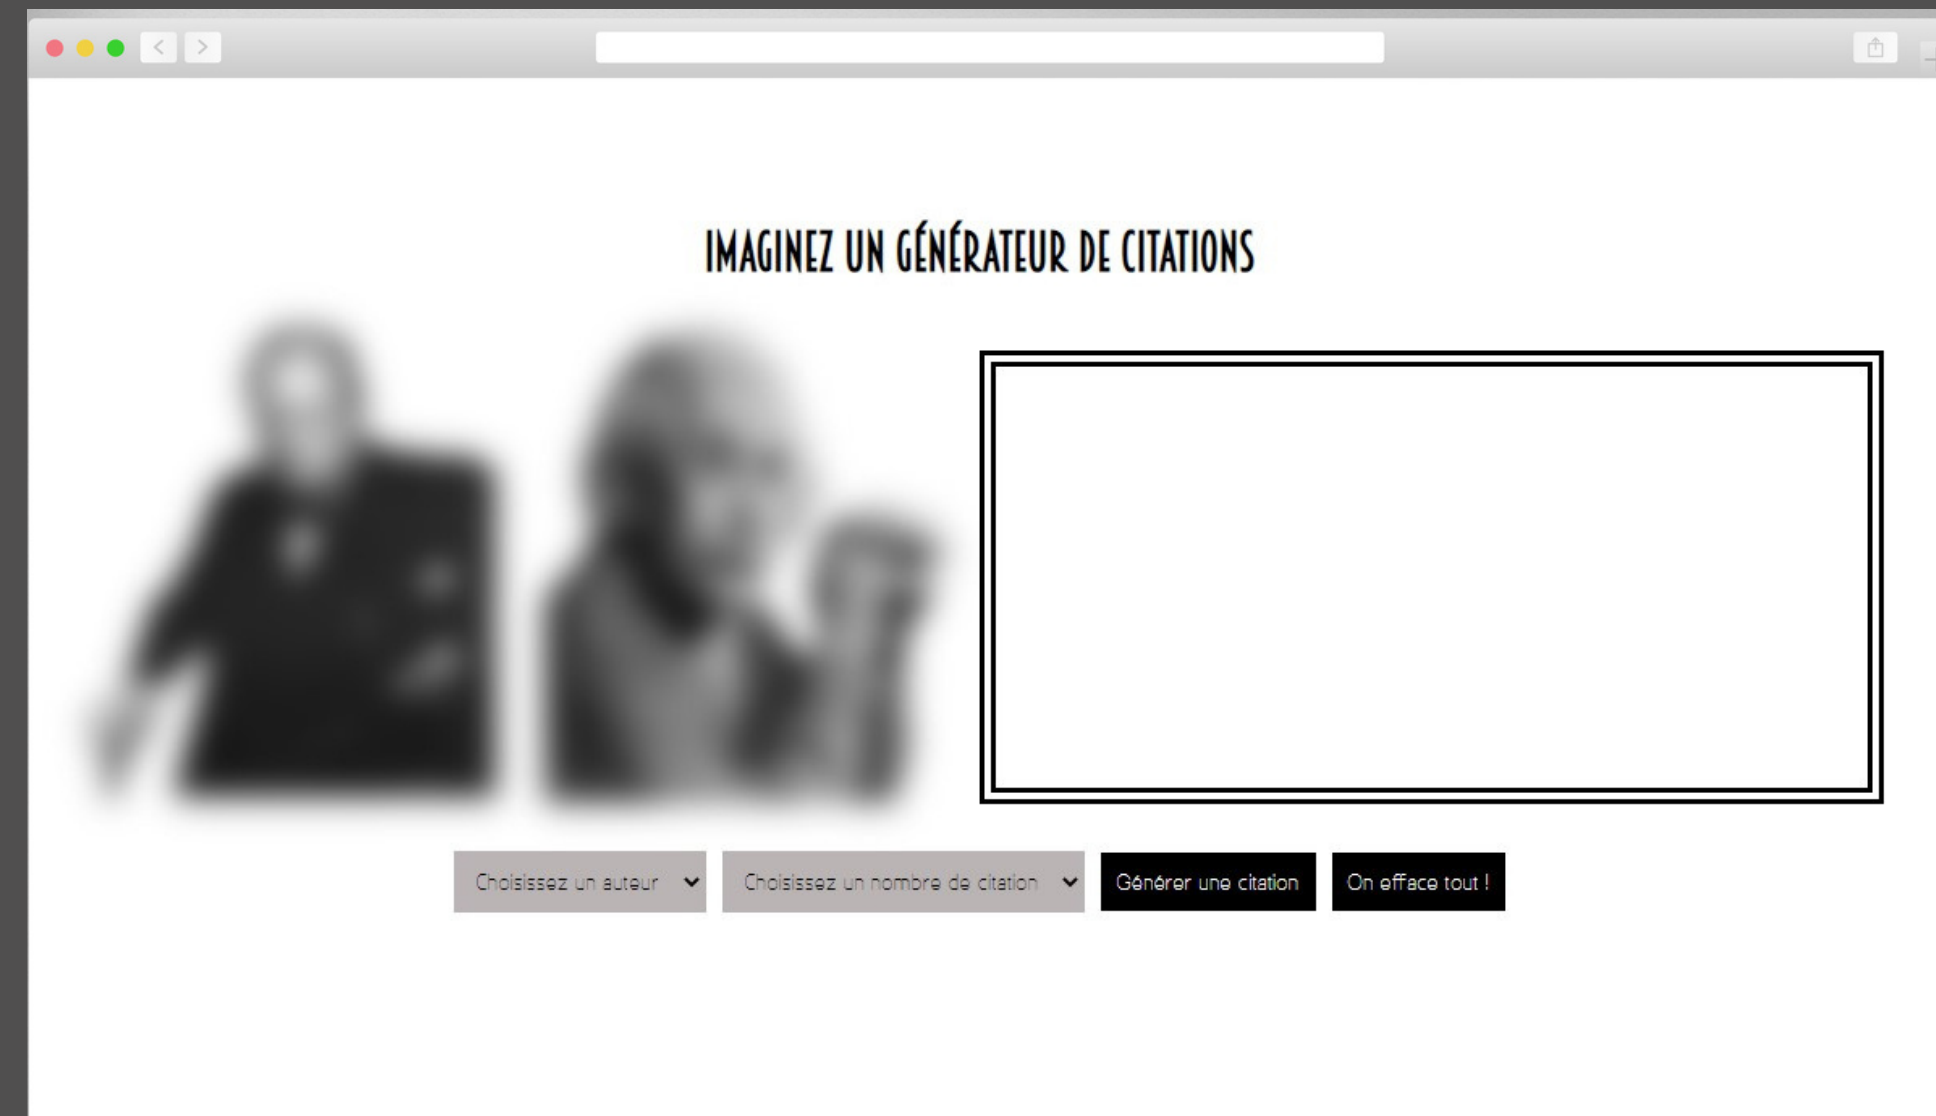 IMAGINEZ UN GÉNÉRATEUR DE CITATIONS
Choisissez un auteur
Choisissez un nombre de citation
Générer une citation
On efface tout !